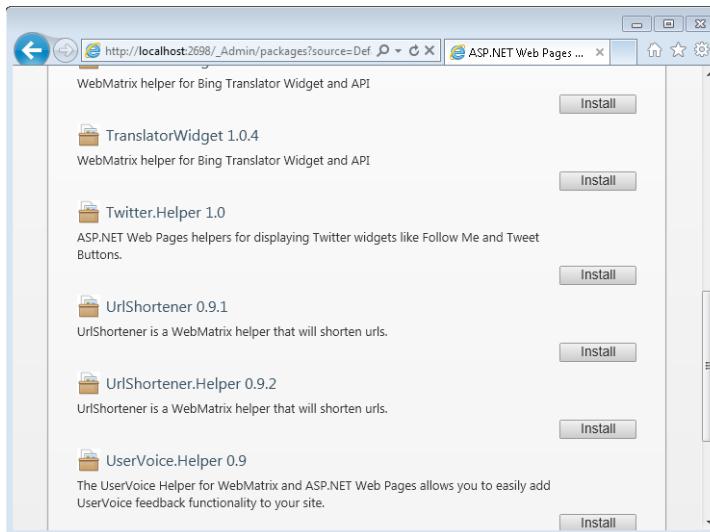 http://localhost:2698/_Admin/packages?source=Def
ASP.NET Web Pages ...
WebMatrix helper for Bing Translator Widget and API
Install
TranslatorWidget 1.0.4
WebMatrix helper for Bing Translator Widget and API
Install
Twitter.Helper 1.0
ASP.NET Web Pages helpers for displaying Twitter widgets like Follow Me and Tweet
Buttons.
Install
UrlShortener 0.9.1
UrlShortener is a WebMatrix helper that will shorten urls.
Install
UrlShortener.Helper 0.9.2
UrlShortener is a WebMatrix helper that will shorten urls.
Install
UserVoice.Helper 0.9
The UserVoice Helper for WebMatrix and ASP.NET Web Pages allows you to easily add
UserVoice feedback functionality to your site.
Install